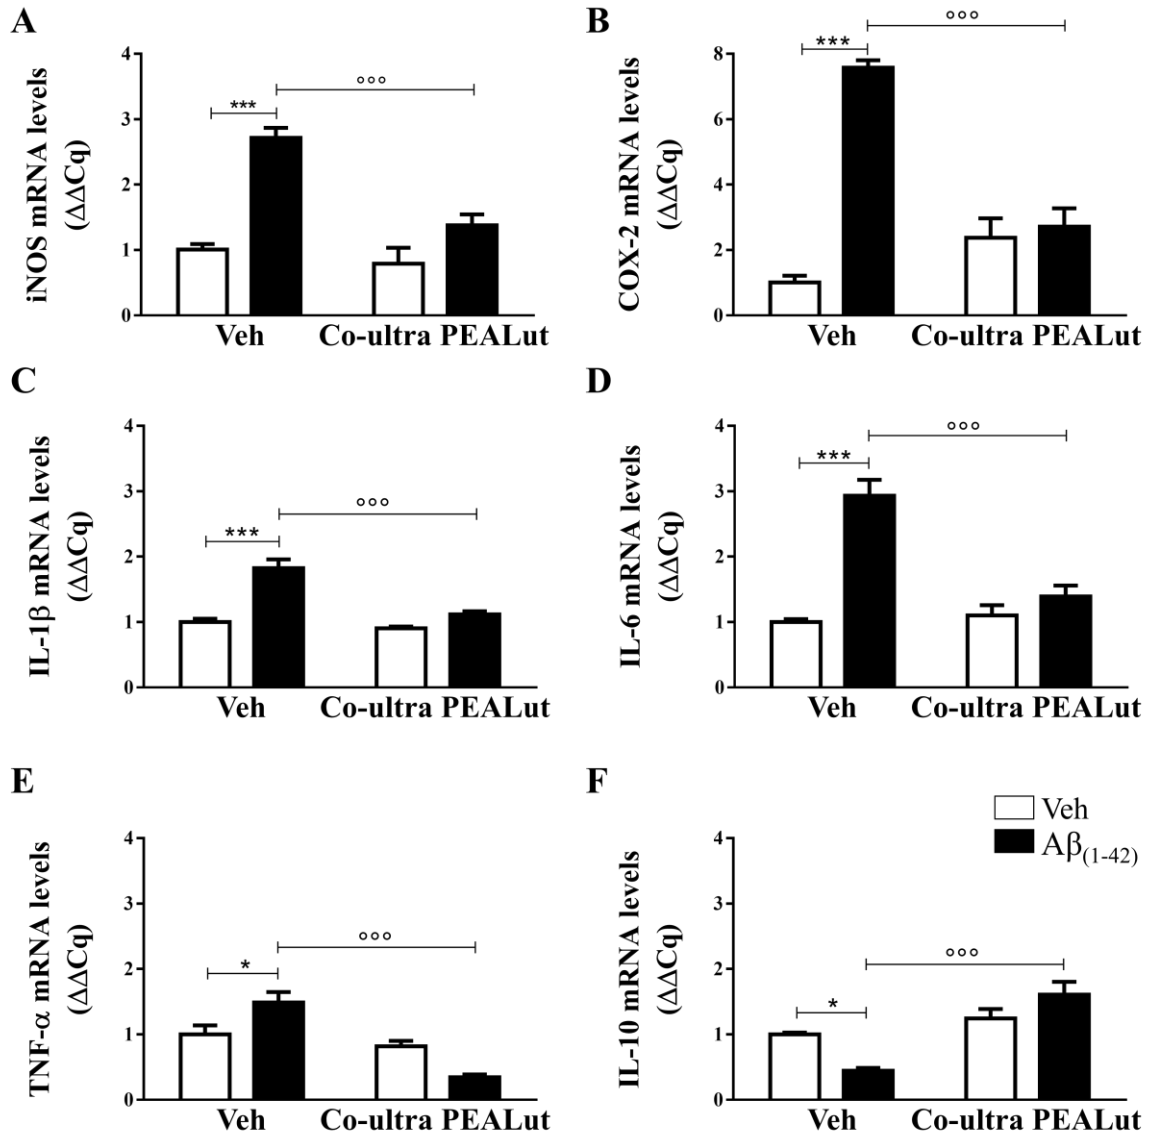 A
iNOS mRNA levels
(ΔΔCq)
4
3
2
1
0
***
°°°
Veh
Co-ultra PEALut
B
COX-2 mRNA levels
(ΔΔCq)
8
6
4
2
0
***
°°°
Veh
Co-ultra PEALut
C
IL-1β mRNA levels
(ΔΔCq)
4
3
2
1
0
***
°°°
Veh
Co-ultra PEALut
D
IL-6 mRNA levels
(ΔΔCq)
4
3
2
1
0
***
°°°
Veh
Co-ultra PEALut
E
TNF-α mRNA levels
(ΔΔCq)
4
3
2
1
0
*
°°°
Veh
Co-ultra PEALut
F
IL-10 mRNA levels
(ΔΔCq)
4
3
2
1
0
*
°°°
Veh
Co-ultra PEALut
Veh
Aβ(1-42)